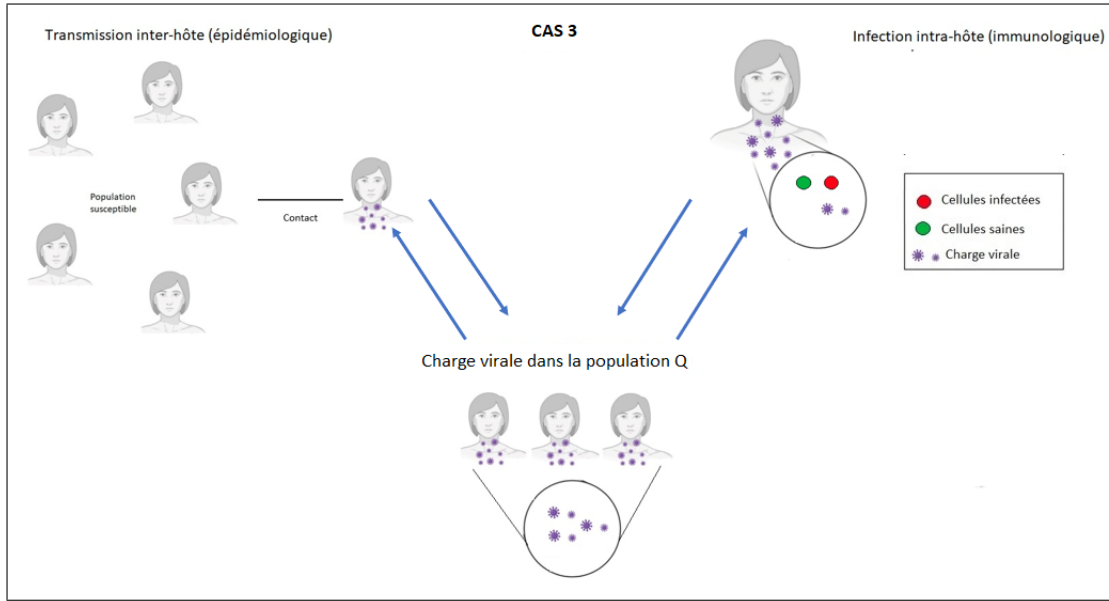 CAS 3
Transmission inter-hôte (épidémiologique)
Infection intra-hôte (immunologique)
Population
susceptible
Contact
Cellules infectées
Cellules saines
Charge virale
Charge virale dans la population Q